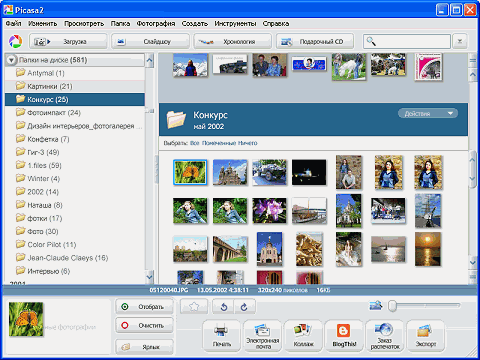 Picasa2
Файл Изменить Просмотреть Папка Фотография Создать Инструменты Справка
Загрузка Слайдшоу Хронология Подарочный CD
Папки на диске (581)
Antymal (1)
Картинки (21)
Конкурс (25)
Фотоимпакт (24)
Дизайн интерьеров_фотогалерея
Конфетка (7)
Гиг-3 (49)
1.files (59)
Winter (4)
2002 (14)
Наташа (8)
фотки (17)
Фото (30)
Color Pilot (11)
Jean-Claude Claeys (16)
Интервью (6)
2001
Конкурс
май 2002
Действия
Выбрать: Все Помеченные Ничего
05120040.JPG 13.05.2002 4:38:11 320x240 пикселов 16КБ
ные фотографии
Отобрать
Очистить
Ярлык
Печать
Электронная почта
Коллаж
BlogThis!
Заказ распечаток
Экспорт